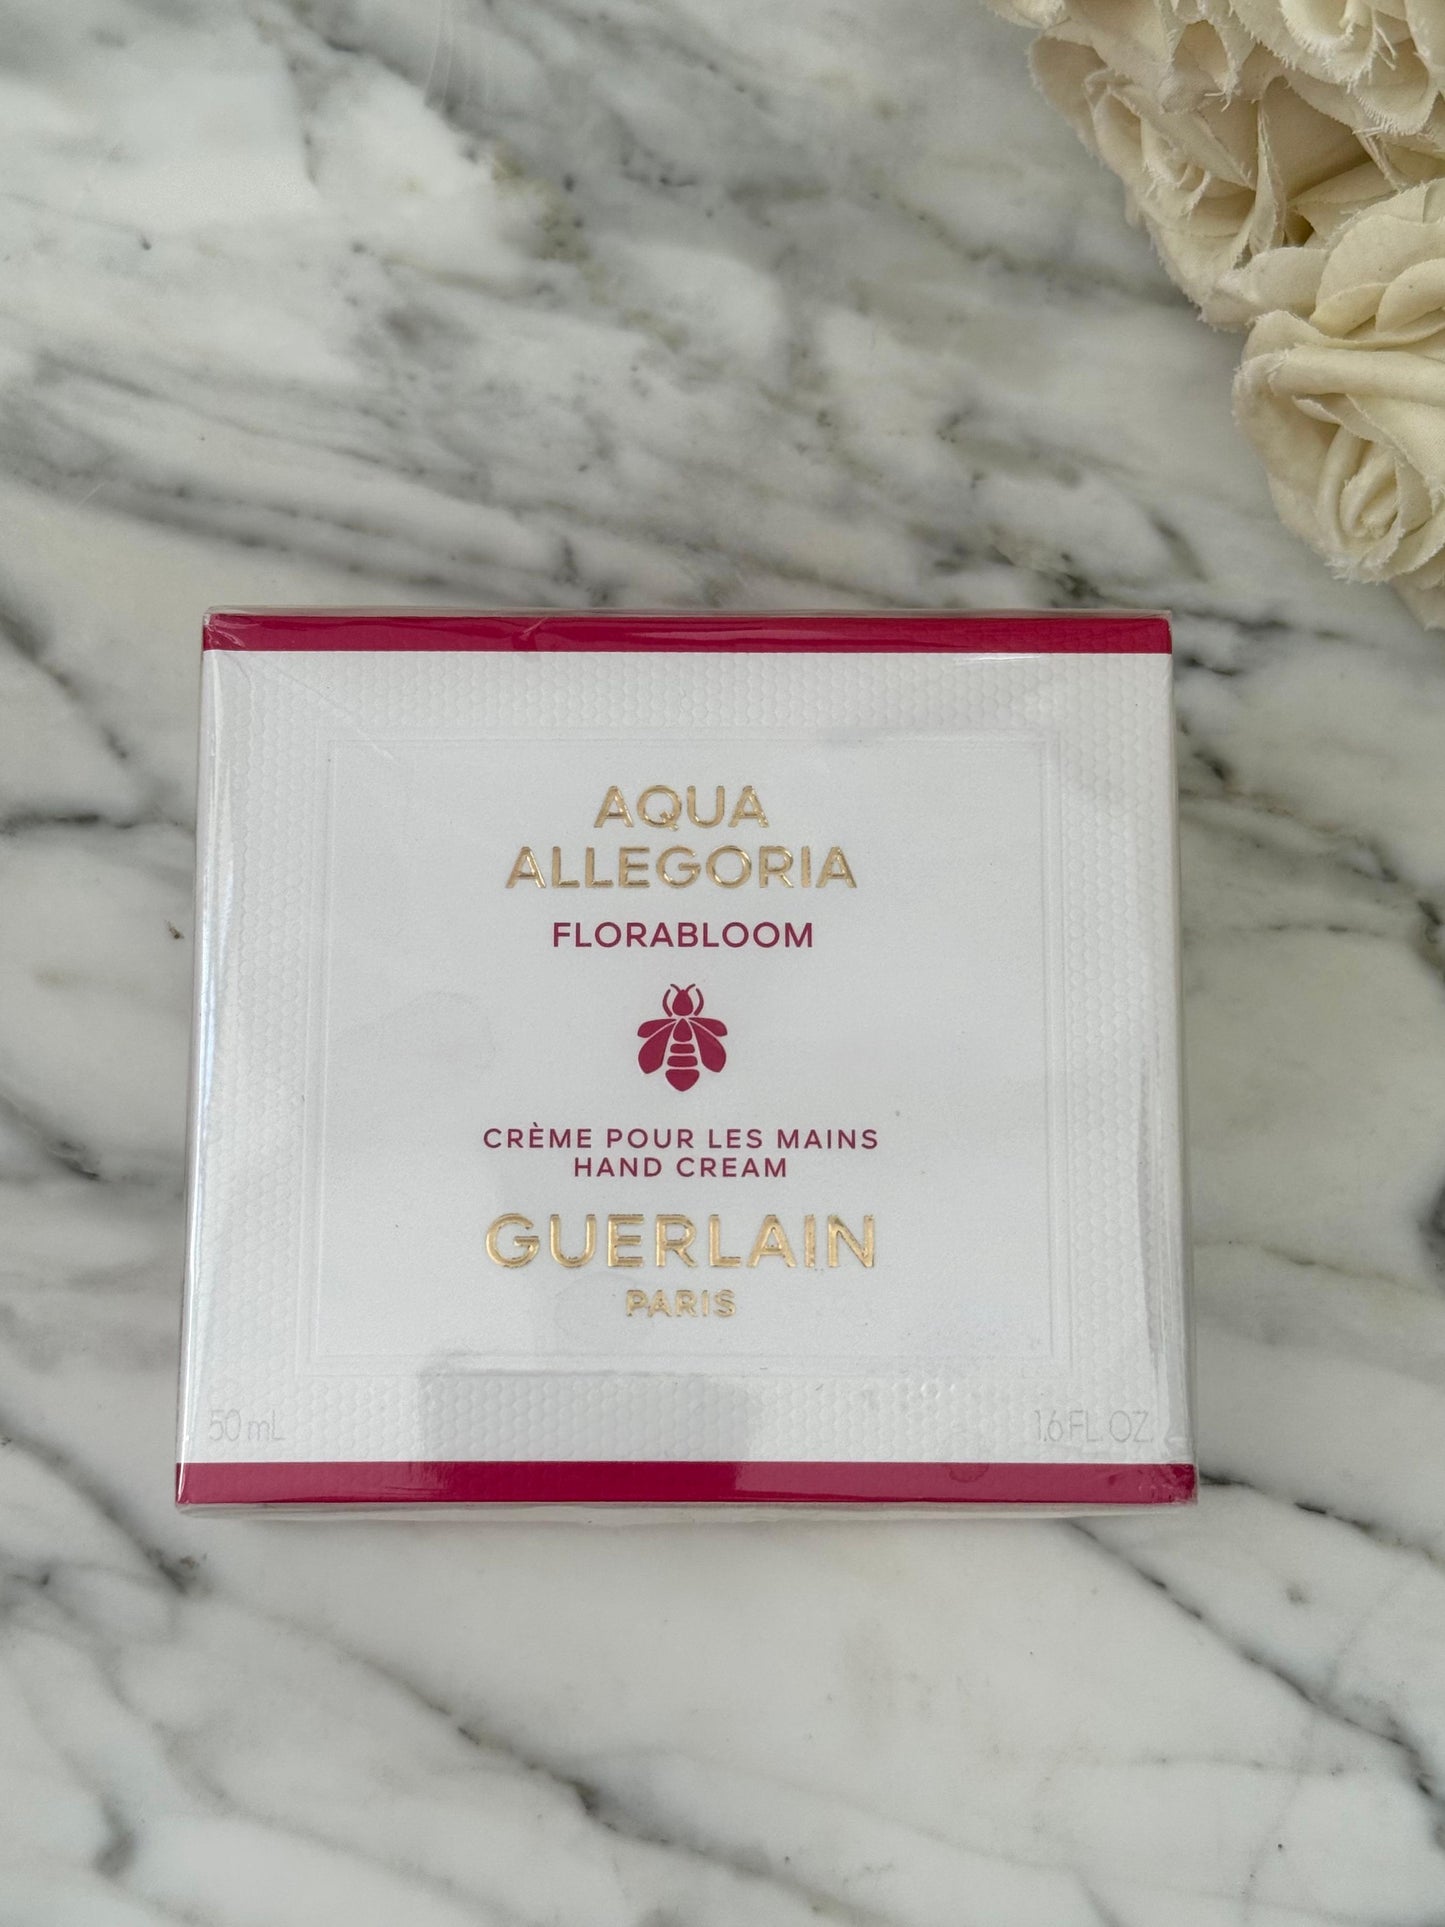 AQUA
ALLEGORIA
FLORABLOOM
CRÈME POUR LES MAINS
HAND CREAM
GUERLAIN
PARIS
50 mL
1.6 FL. OZ.